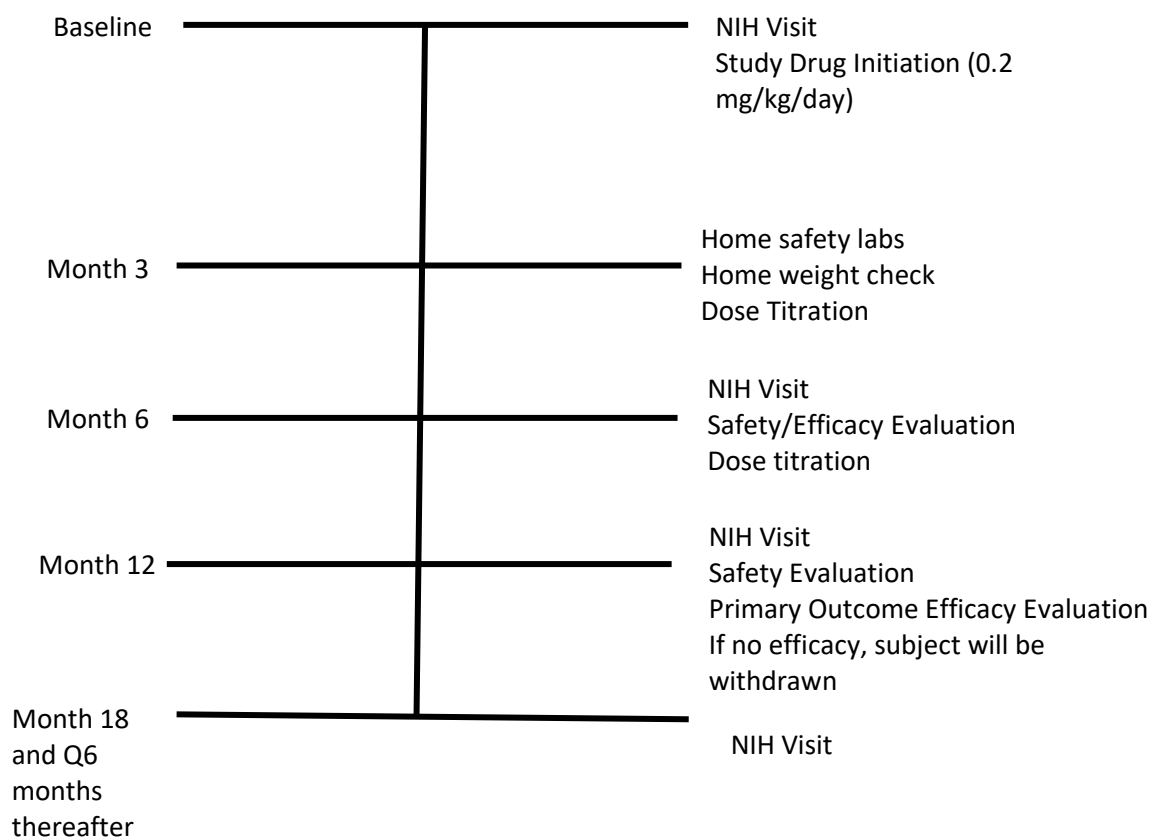 Baseline
NIH Visit
Study Drug Initiation (0.2
mg/kg/day)
Month 3
Home safety labs
Home weight check
Dose Titration
Month 6
NIH Visit
Safety/Efficacy Evaluation
Dose titration
Month 12
NIH Visit
Safety Evaluation
Primary Outcome Efficacy Evaluation
If no efficacy, subject will be
withdrawn
Month 18
and Q6
months
thereafter
NIH Visit